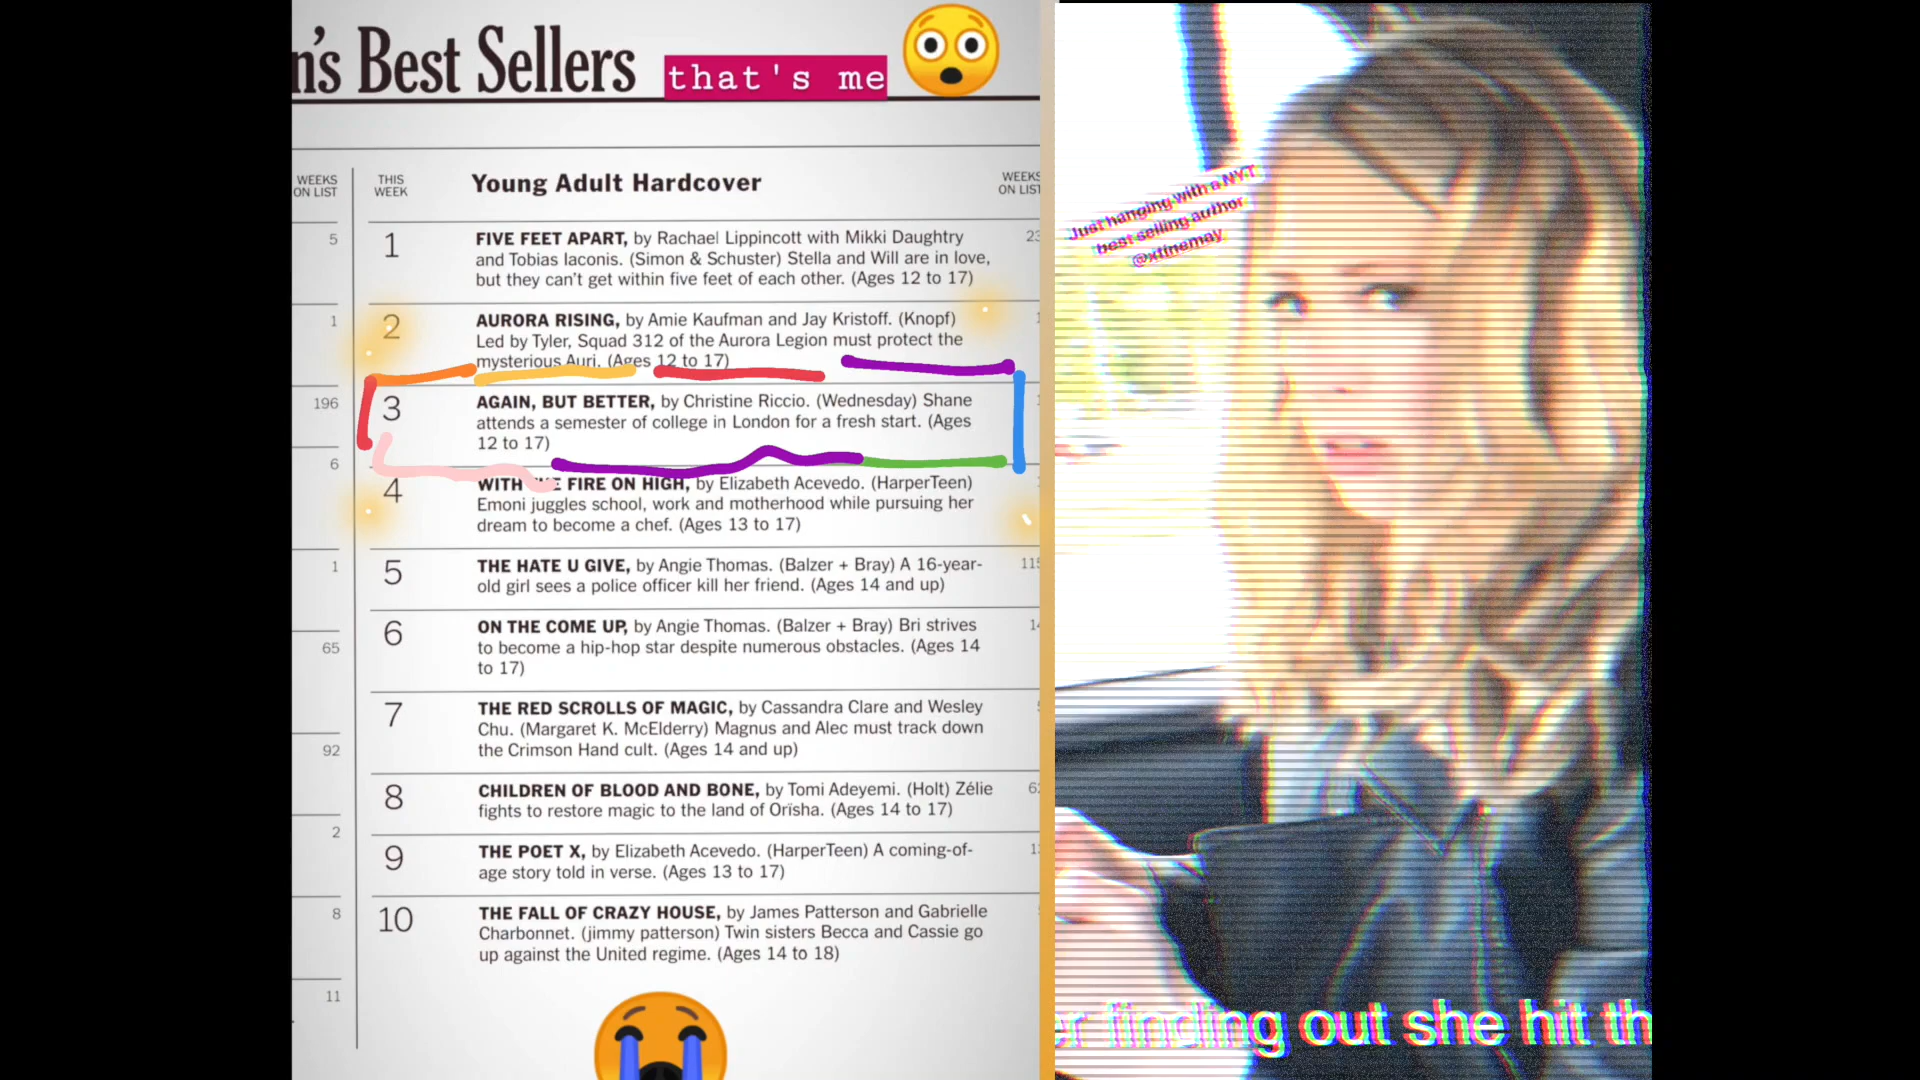 n's Best Sellers
that's me
WEEKS
ON LIST
THIS
WEEK
Young Adult Hardcover
WEEKS
ON LIST
5
1
FIVE FEET APART, by Rachael Lippincott with Mikki Daughtry
and Tobias Iaconis. (Simon & Schuster) Stella and Will are in love,
but they can't get within five feet of each other. (Ages 12 to 17)
23
1
2
AURORA RISING, by Amie Kaufman and Jay Kristoff. (Knopf)
Led by Tyler, Squad 312 of the Aurora Legion must protect the
mysterious Auri. (Ages 12 to 17)
1
196
3
AGAIN, BUT BETTER, by Christine Riccio. (Wednesday) Shane
attends a semester of college in London for a fresh start. (Ages
12 to 17)
1
6
4
WITH FIRE ON HIGH, by Elizabeth Acevedo. (HarperTeen)
Emoni juggles school, work and motherhood while pursuing her
dream to become a chef. (Ages 13 to 17)
1
1
5
THE HATE U GIVE, by Angie Thomas. (Balzer + Bray) A 16-year-
old girl sees a police officer kill her friend. (Ages 14 and up)
115
65
6
ON THE COME UP, by Angie Thomas. (Balzer + Bray) Bri strives
to become a hip-hop star despite numerous obstacles. (Ages 14
to 17)
14
92
7
THE RED SCROLLS OF MAGIC, by Cassandra Clare and Wesley
Chu. (Margaret K. McElderry) Magnus and Alec must track down
the Crimson Hand cult. (Ages 14 and up)
2
8
CHILDREN OF BLOOD AND BONE, by Tomi Adeyemi. (Holt) Zélie
fights to restore magic to the land of Orïsha. (Ages 14 to 17)
62
8
9
THE POET X, by Elizabeth Acevedo. (HarperTeen) A coming-of-
age story told in verse. (Ages 13 to 17)
11
10
THE FALL OF CRAZY HOUSE, by James Patterson and Gabrielle
Charbonnet. (jimmy patterson) Twin sisters Becca and Cassie go
up against the United regime. (Ages 14 to 18)
Just hanging with a NYT
best selling author
@xtinemay
finding out she hit th